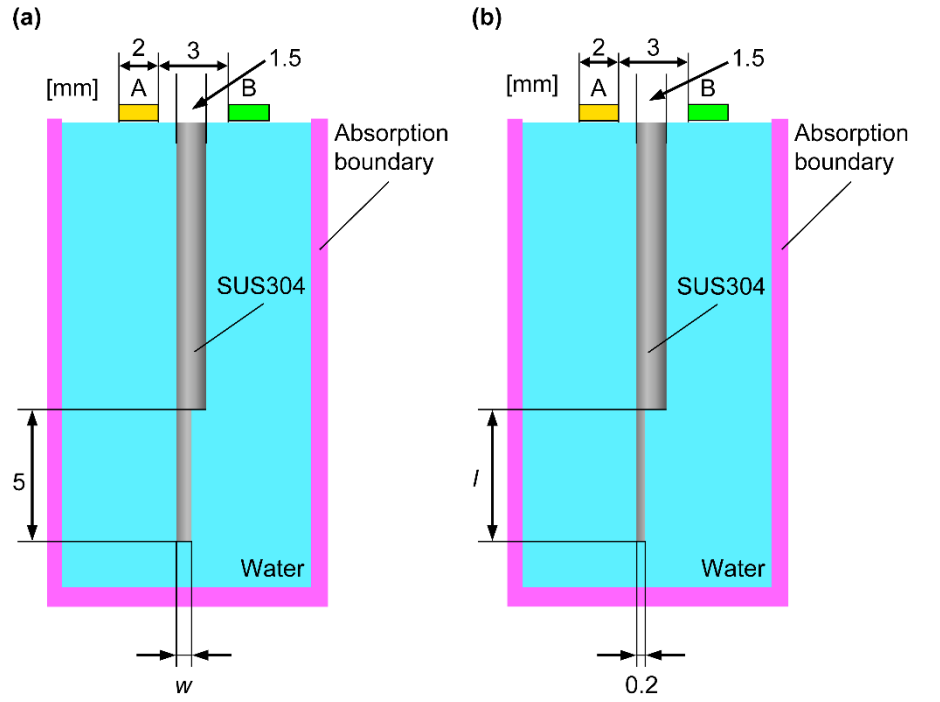 (a)
2
3
1.5
[mm]
A
B
Absorption
boundary
SUS304
5
Water
w
(b)
2
3
1.5
[mm]
A
B
Absorption
boundary
SUS304
l
Water
0.2